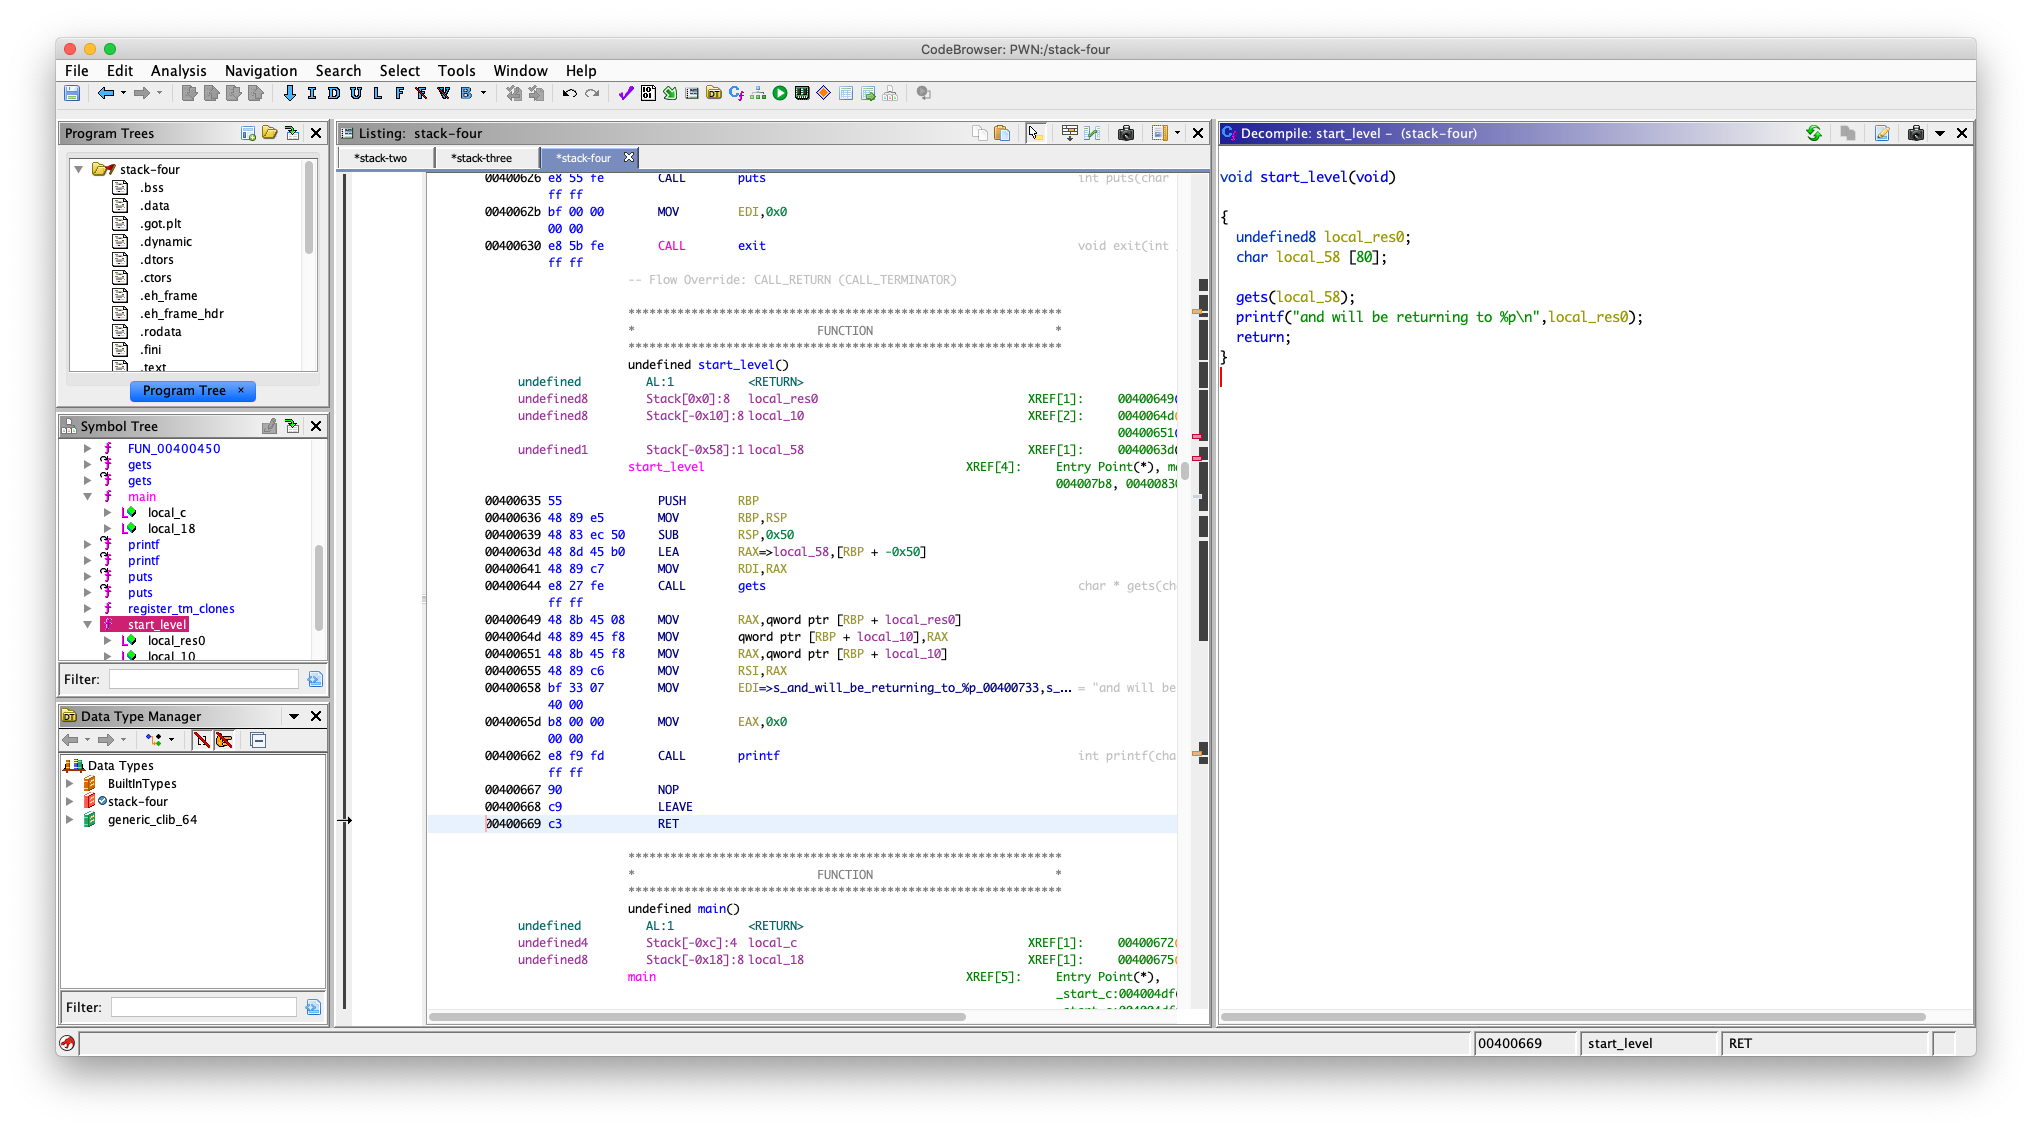 CodeBrowser: PWN:/stack-four
File Edit Analysis Navigation Search Select Tools Window Help
I D U L F B
Program Trees
stack-four
.bss
.data
.got.plt
.dynamic
.dtors
.ctors
.eh_frame
.eh_frame_hdr
.rodata
.fini
.text
Program Tree ×
Symbol Tree
FUN_00400450
gets
gets
main
local_c
local_18
printf
printf
puts
puts
register_tm_clones
start_level
local_res0
local_10
Filter:
Data Type Manager
Data Types
BuiltInTypes
stack-four
generic_clib_64
Filter:
Listing: stack-four
*stack-two *stack-three *stack-four
00400626 e8 55 fe CALL puts int puts(char
ff ff
0040062b bf 00 00 MOV EDI,0x0
00 00
00400630 e8 5b fe CALL exit void exit(int
ff ff
-- Flow Override: CALL_RETURN (CALL_TERMINATOR)
**************************************************************
* FUNCTION *
**************************************************************
undefined start_level()
undefined AL:1 <RETURN>
undefined8 Stack[0x0]:8 local_res0 XREF[1]: 00400649(
undefined8 Stack[-0x10]:8 local_10 XREF[2]: 0040064d(
00400651(
undefined1 Stack[-0x58]:1 local_58 XREF[1]: 0040063d(
start_level XREF[4]: Entry Point(*), m
004007b8, 0040083
00400635 55 PUSH RBP
00400636 48 89 e5 MOV RBP,RSP
00400639 48 83 ec 50 SUB RSP,0x50
0040063d 48 8d 45 b0 LEA RAX=>local_58,[RBP + -0x50]
00400641 48 89 c7 MOV RDI,RAX
00400644 e8 27 fe CALL gets char * gets(ch
ff ff
00400649 48 8b 45 08 MOV RAX,qword ptr [RBP + local_res0]
0040064d 48 89 45 f8 MOV qword ptr [RBP + local_10],RAX
00400651 48 8b 45 f8 MOV RAX,qword ptr [RBP + local_10]
00400655 48 89 c6 MOV RSI,RAX
00400658 bf 33 07 MOV EDI=>s_and_will_be_returning_to_%p_00400733,s_... = "and will be
40 00
0040065d b8 00 00 MOV EAX,0x0
00 00
00400662 e8 f9 fd CALL printf int printf(cha
ff ff
00400667 90 NOP
00400668 c9 LEAVE
00400669 c3 RET
**************************************************************
* FUNCTION *
**************************************************************
undefined main()
undefined AL:1 <RETURN>
undefined4 Stack[-0xc]:4 local_c XREF[1]: 00400672(
undefined8 Stack[-0x18]:8 local_18 XREF[1]: 00400675(
main XREF[5]: Entry Point(*),
_start_c:004004df(
Decompile: start_level - (stack-four)
void start_level(void)
{
undefined8 local_res0;
char local_58 [80];
gets(local_58);
printf("and will be returning to %p\n",local_res0);
return;
}
00400669 start_level RET